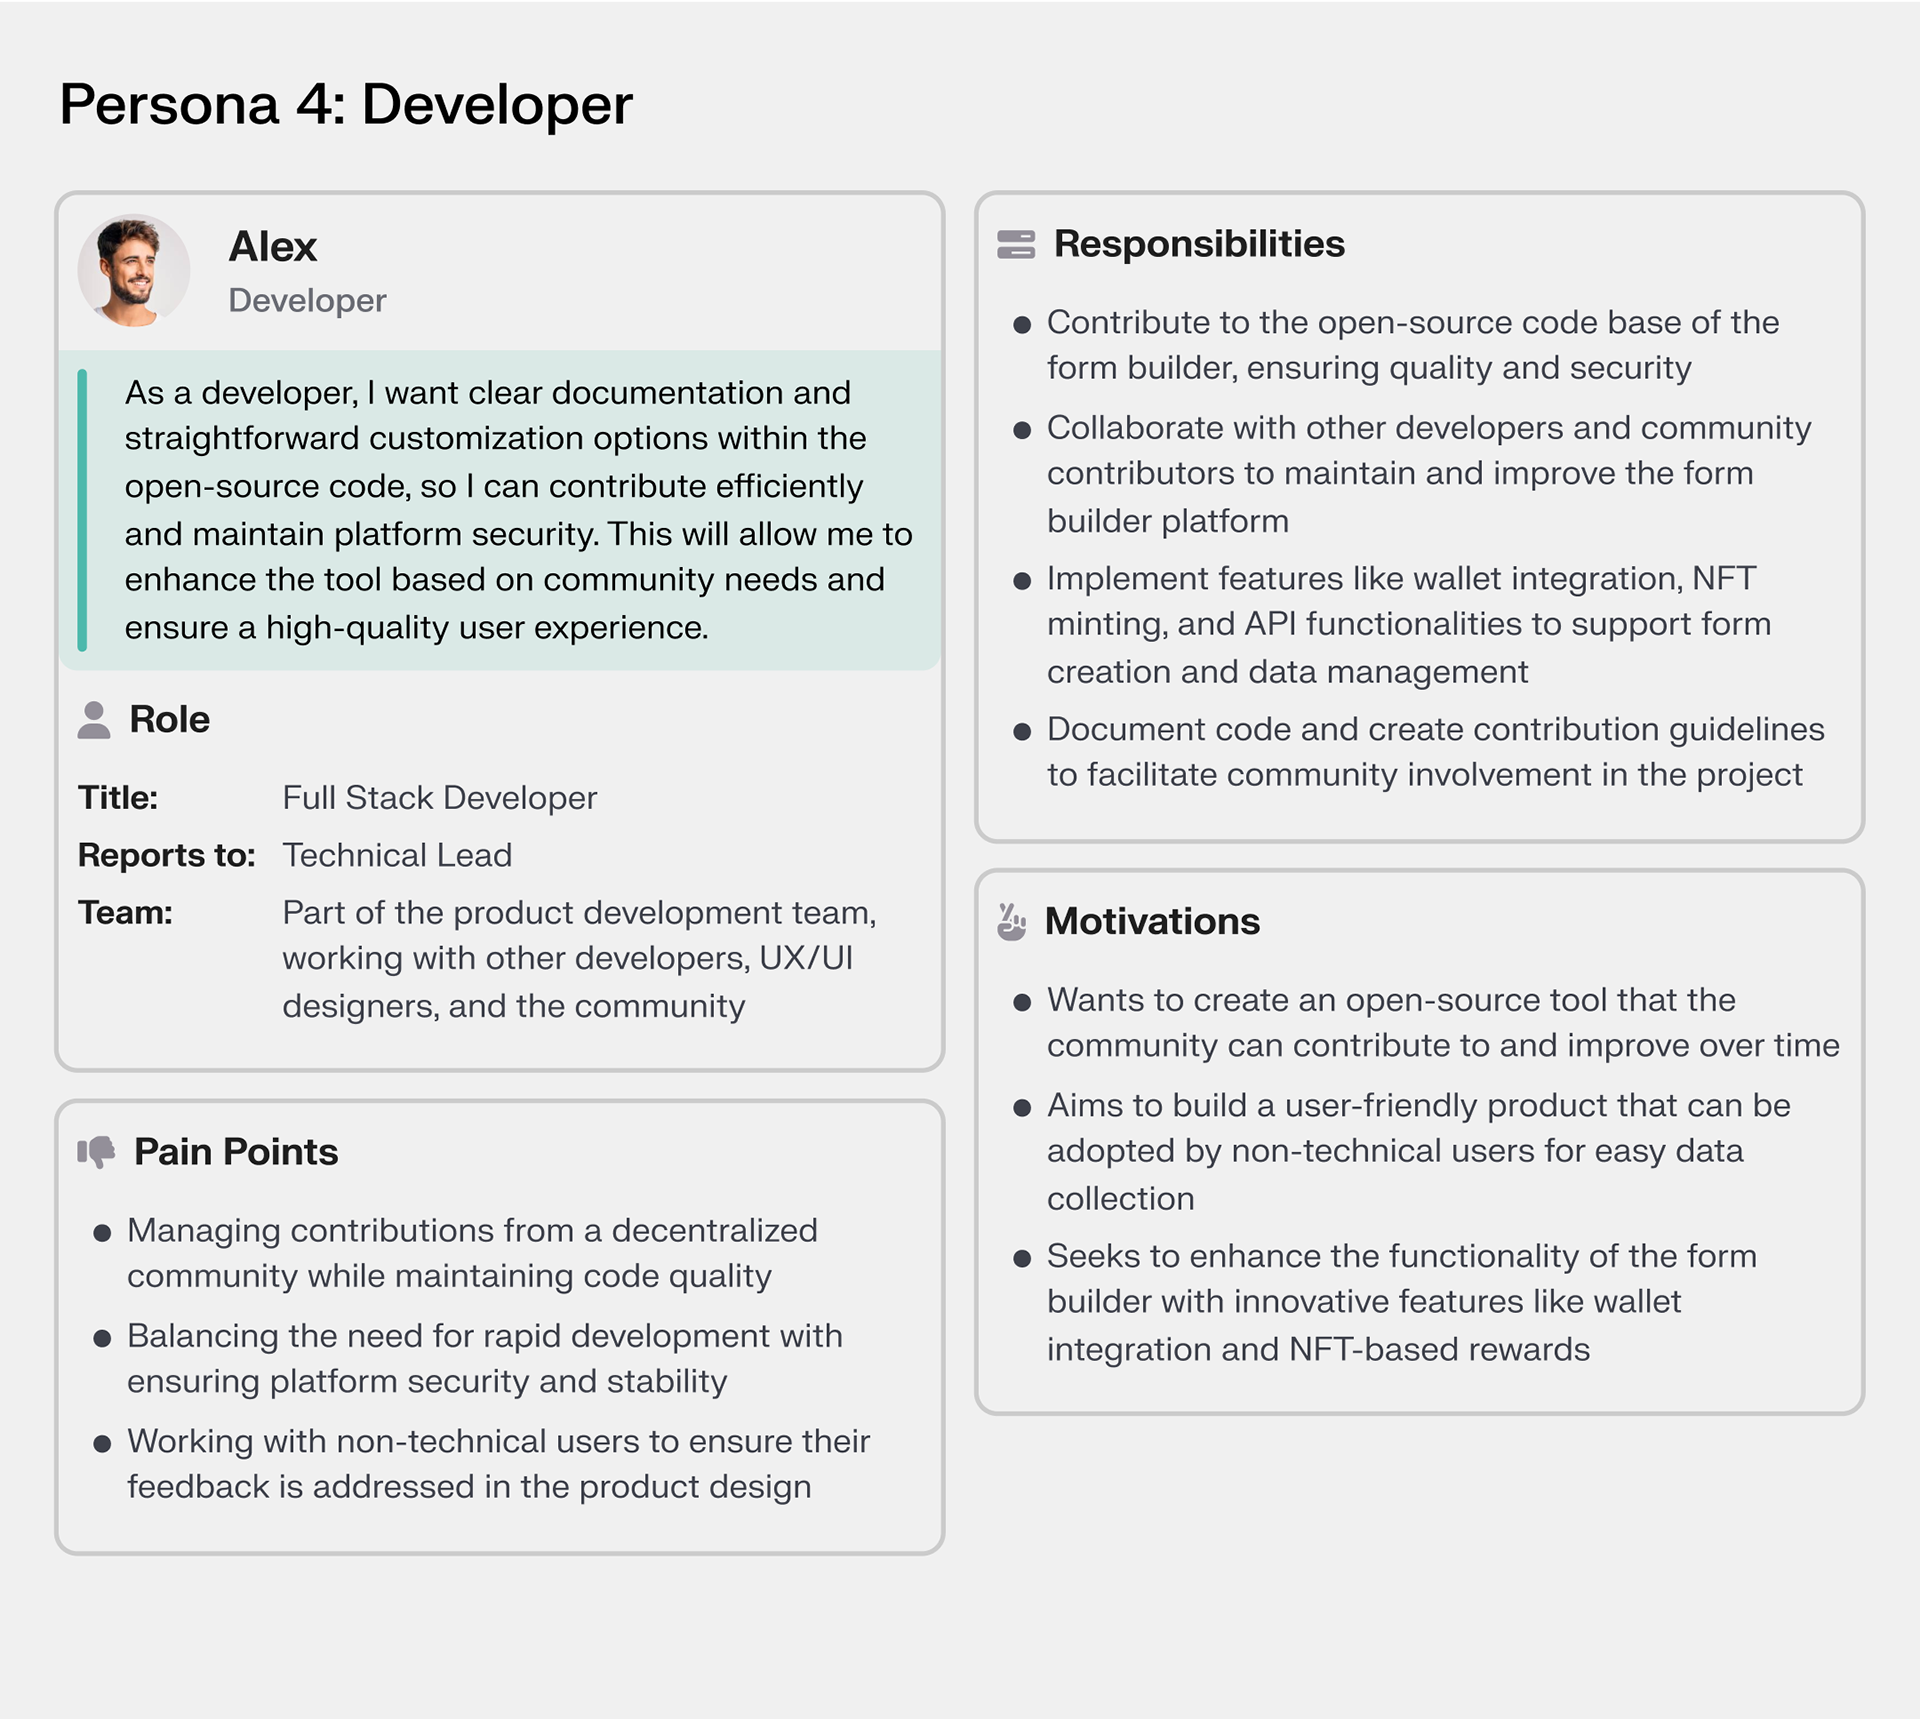 Persona 4: Developer
Alex
Developer
As a developer, I want clear documentation and
straightforward customization options within the
open-source code, so I can contribute efficiently
and maintain platform security. This will allow me to
enhance the tool based on community needs and
ensure a high-quality user experience.
Role
Title: Full Stack Developer
Reports to: Technical Lead
Team: Part of the product development team,
working with other developers, UX/UI
designers, and the community
Pain Points
● Managing contributions from a decentralized
community while maintaining code quality
● Balancing the need for rapid development with
ensuring platform security and stability
● Working with non-technical users to ensure their
feedback is addressed in the product design
Responsibilities
● Contribute to the open-source code base of the
form builder, ensuring quality and security
● Collaborate with other developers and community
contributors to maintain and improve the form
builder platform
● Implement features like wallet integration, NFT
minting, and API functionalities to support form
creation and data management
● Document code and create contribution guidelines
to facilitate community involvement in the project
Motivations
● Wants to create an open-source tool that the
community can contribute to and improve over time
● Aims to build a user-friendly product that can be
adopted by non-technical users for easy data
collection
● Seeks to enhance the functionality of the form
builder with innovative features like wallet
integration and NFT-based rewards